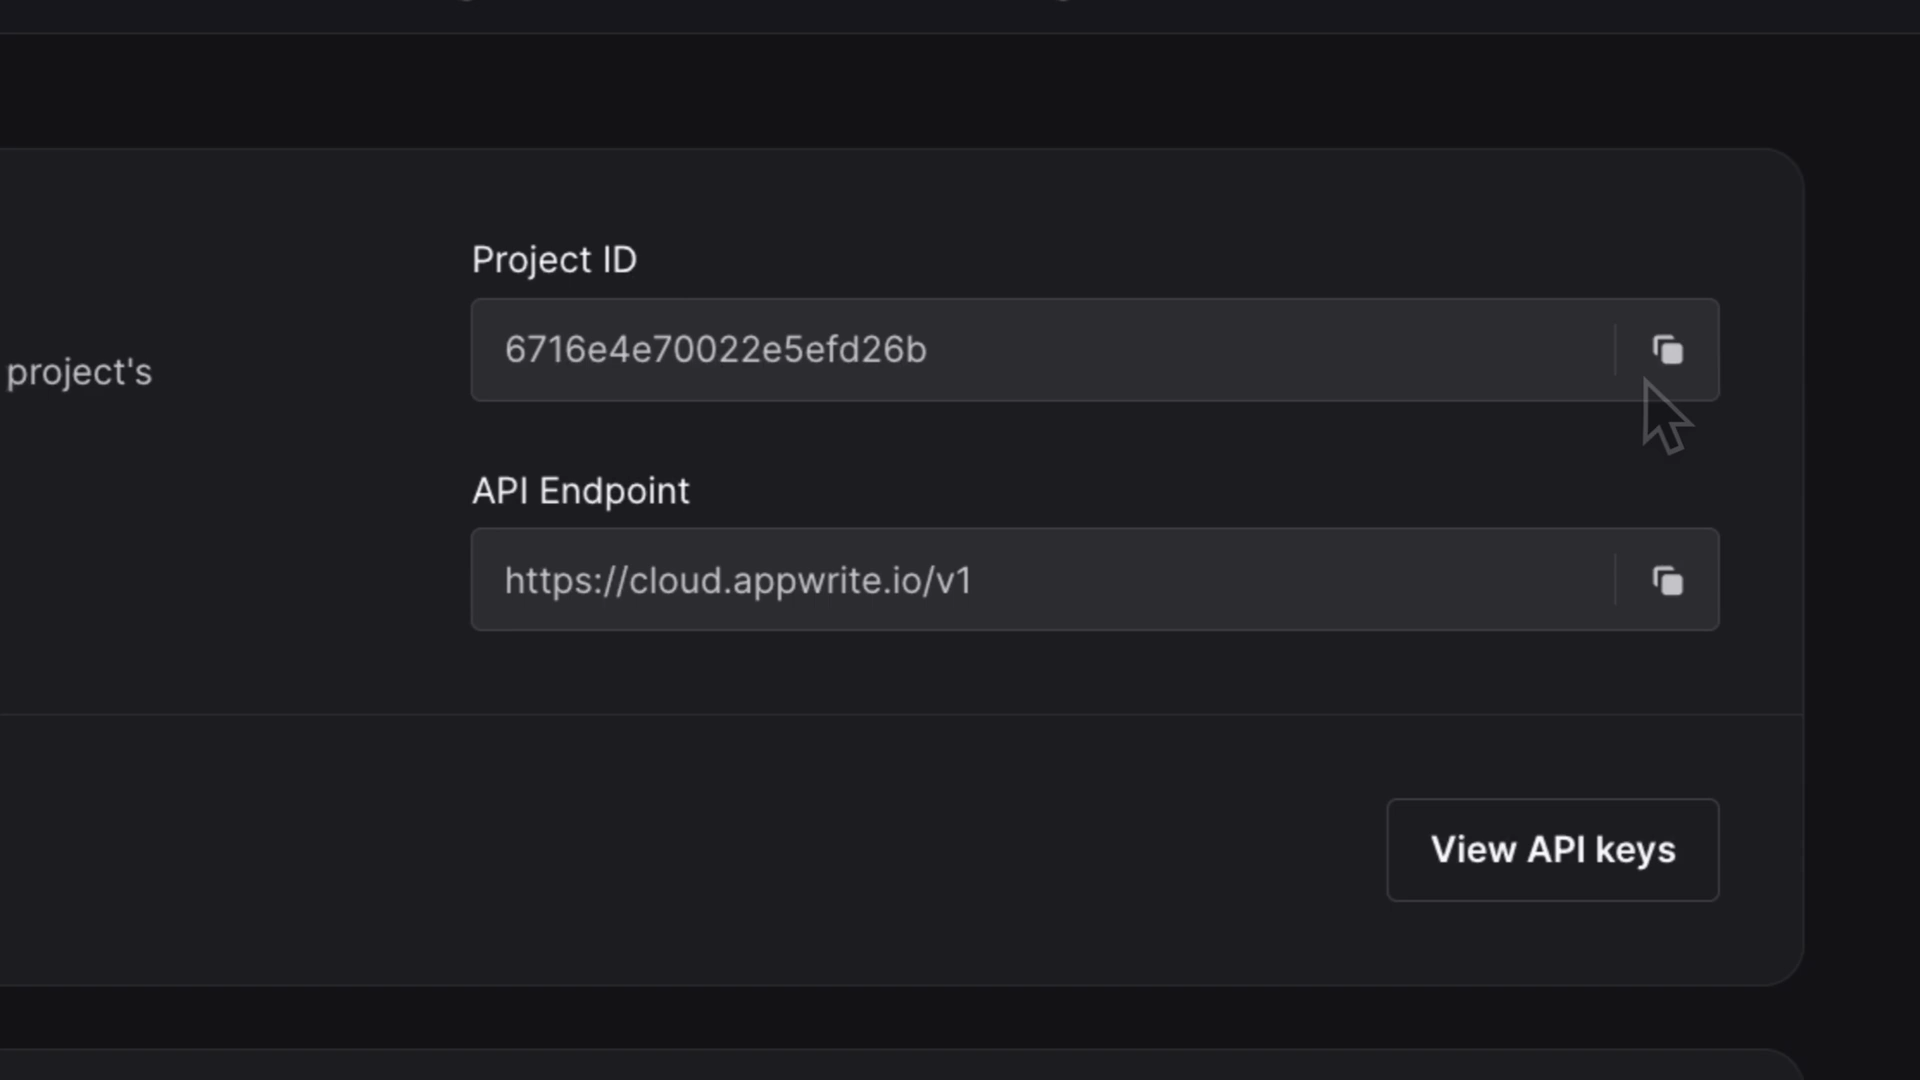 Project ID
6716e4e70022e5efd26b
project's
API Endpoint
https://cloud.appwrite.io/v1
View API keys